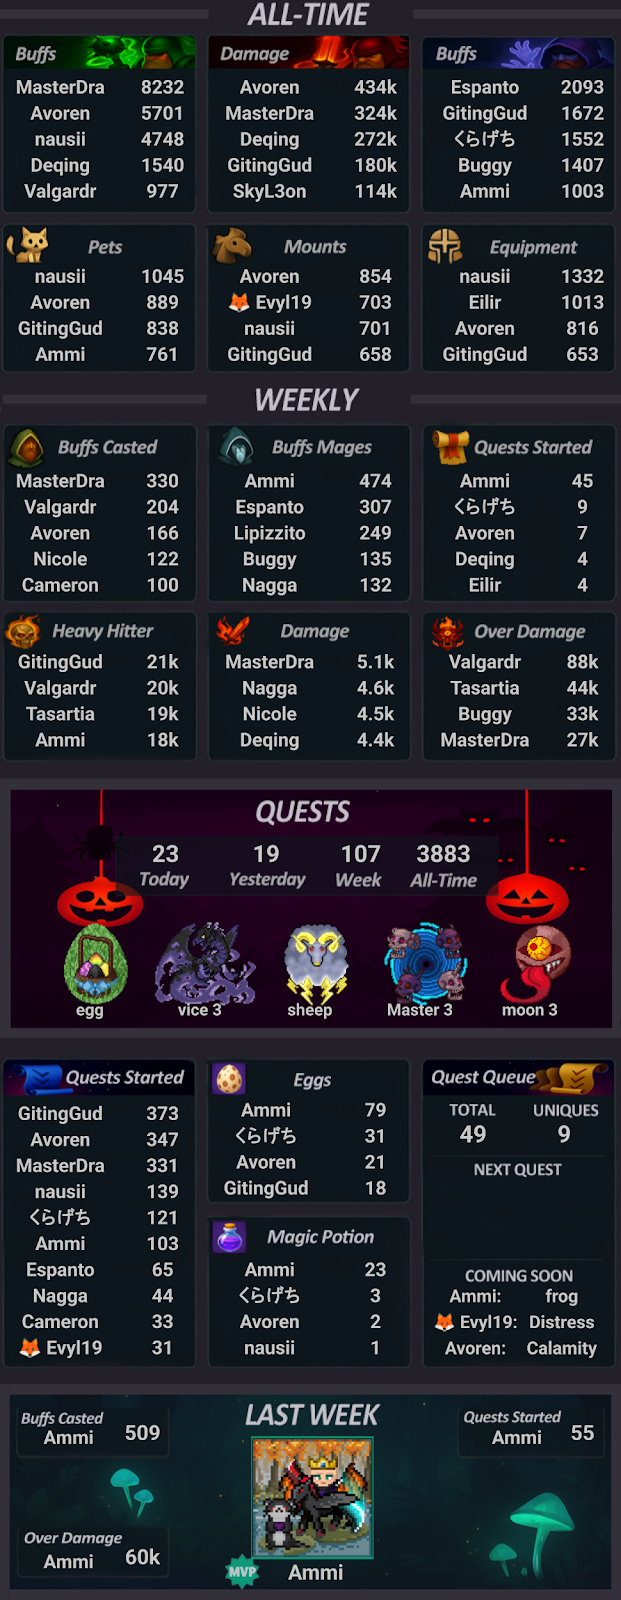 ALL-TIME
Buffs
MasterDra 8232
Avoren 5701
nausii 4748
Deqing 1540
Valgardr 977
Damage
Avoren 434k
MasterDra 324k
Deqing 272k
GitingGud 180k
SkyL3on 114k
Buffs
Espanto 2093
GitingGud 1672
くらげち 1552
Buggy 1407
Ammi 1003
Pets
nausii 1045
Avoren 889
GitingGud 838
Ammi 761
Mounts
Avoren 854
🦊 Evyl19 703
nausii 701
GitingGud 658
Equipment
nausii 1332
Eilir 1013
Avoren 816
GitingGud 653
WEEKLY
Buffs Casted
MasterDra 330
Valgardr 204
Avoren 166
Nicole 122
Cameron 100
Buffs Mages
Ammi 474
Espanto 307
Lipizzito 249
Buggy 135
Nagga 132
Quests Started
Ammi 45
くらげち 9
Avoren 7
Deqing 4
Eilir 4
Heavy Hitter
GitingGud 21k
Valgardr 20k
Tasartia 19k
Ammi 18k
Damage
MasterDra 5.1k
Nagga 4.6k
Nicole 4.5k
Deqing 4.4k
Over Damage
Valgardr 88k
Tasartia 44k
Buggy 33k
MasterDra 27k
QUESTS
23 19 107 3883
Today Yesterday Week All-Time
egg vice 3 sheep Master 3 moon 3
Quests Started
GitingGud 373
Avoren 347
MasterDra 331
nausii 139
くらげち 121
Ammi 103
Espanto 65
Nagga 44
Cameron 33
🦊 Evyl19 31
Eggs
Ammi 79
くらげち 31
Avoren 21
GitingGud 18
Magic Potion
Ammi 23
くらげち 3
Avoren 2
nausii 1
Quest Queue
TOTAL UNIQUES
49 9
NEXT QUEST
COMING SOON
Ammi: frog
🦊 Evyl19: Distress
Avoren: Calamity
LAST WEEK
Buffs Casted
Ammi 509
Quests Started
Ammi 55
Over Damage
Ammi 60k
MVP
Ammi